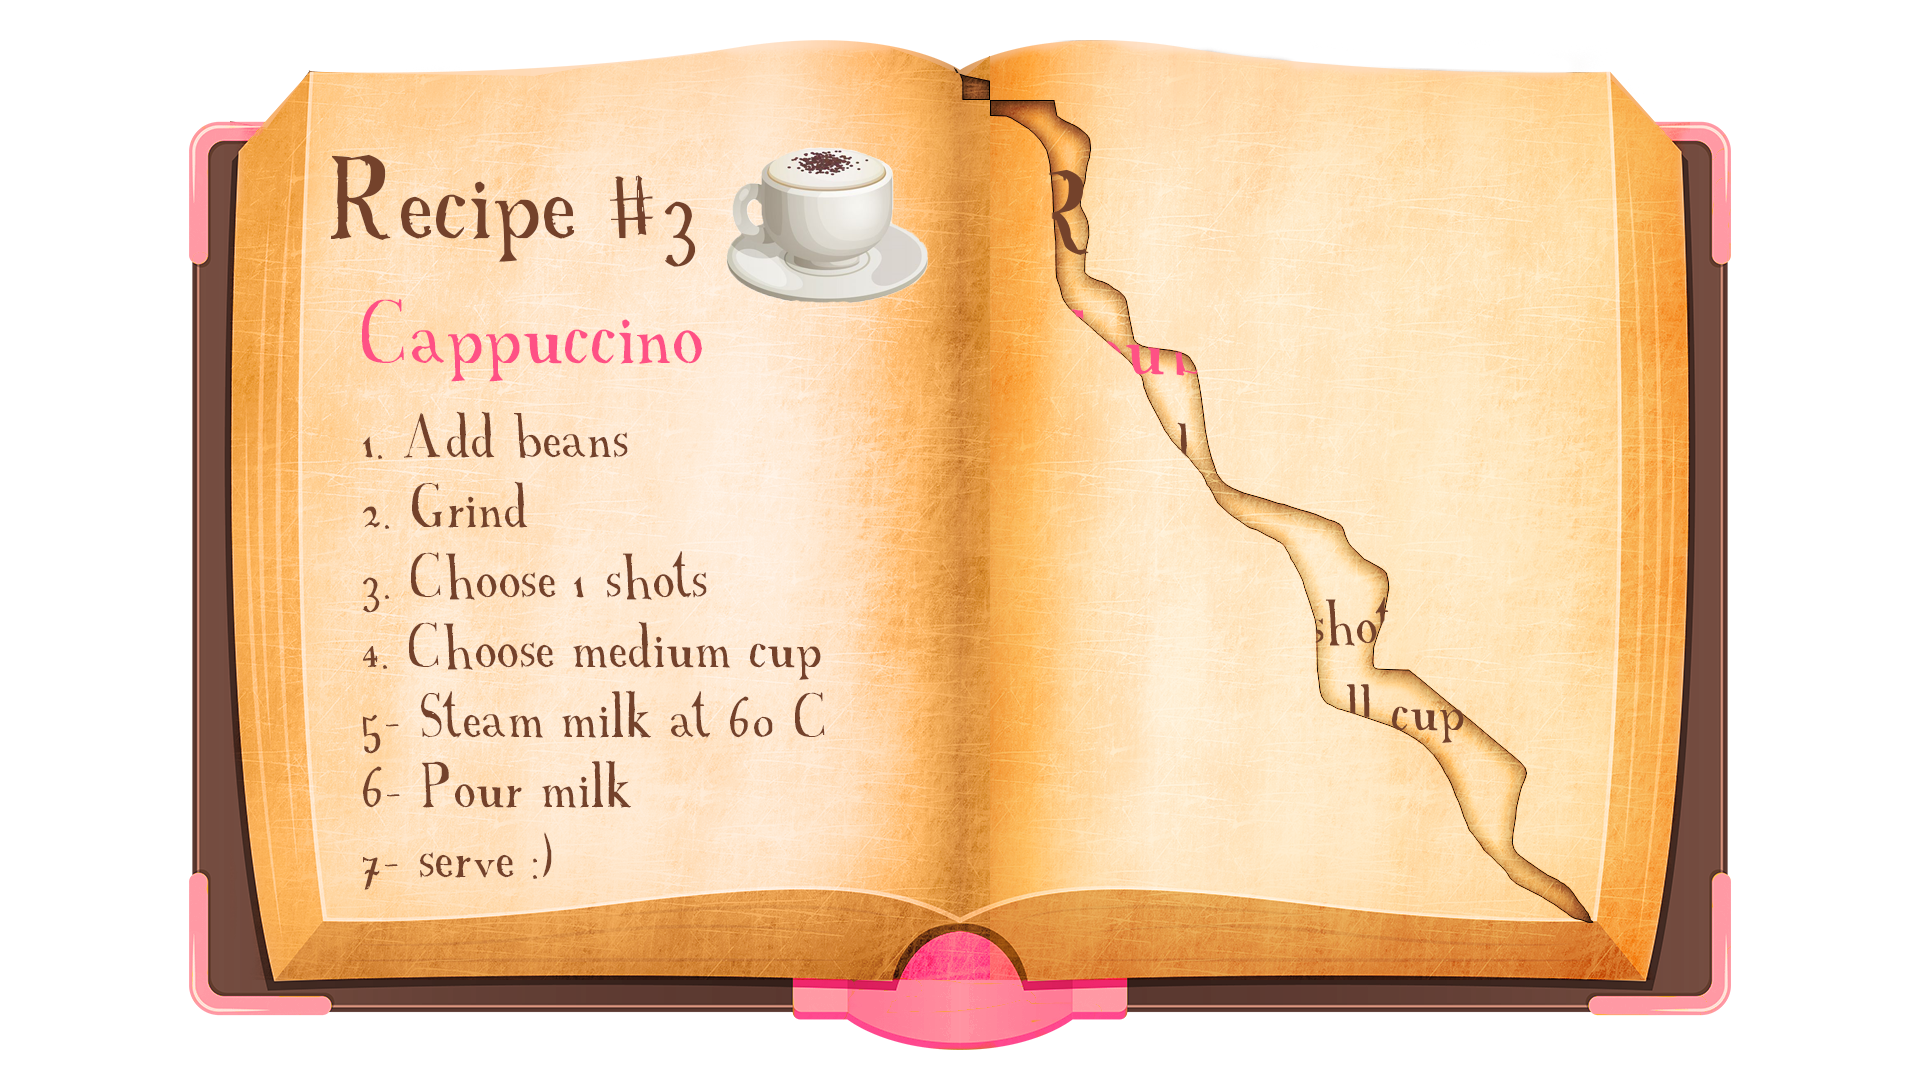 Recipe #3
Cappuccino
1. Add beans
2. Grind
3. Choose 1 shots
4. Choose medium cup
5- Steam milk at 60 C
6- Pour milk
7- serve :)
R
shot
ll cup